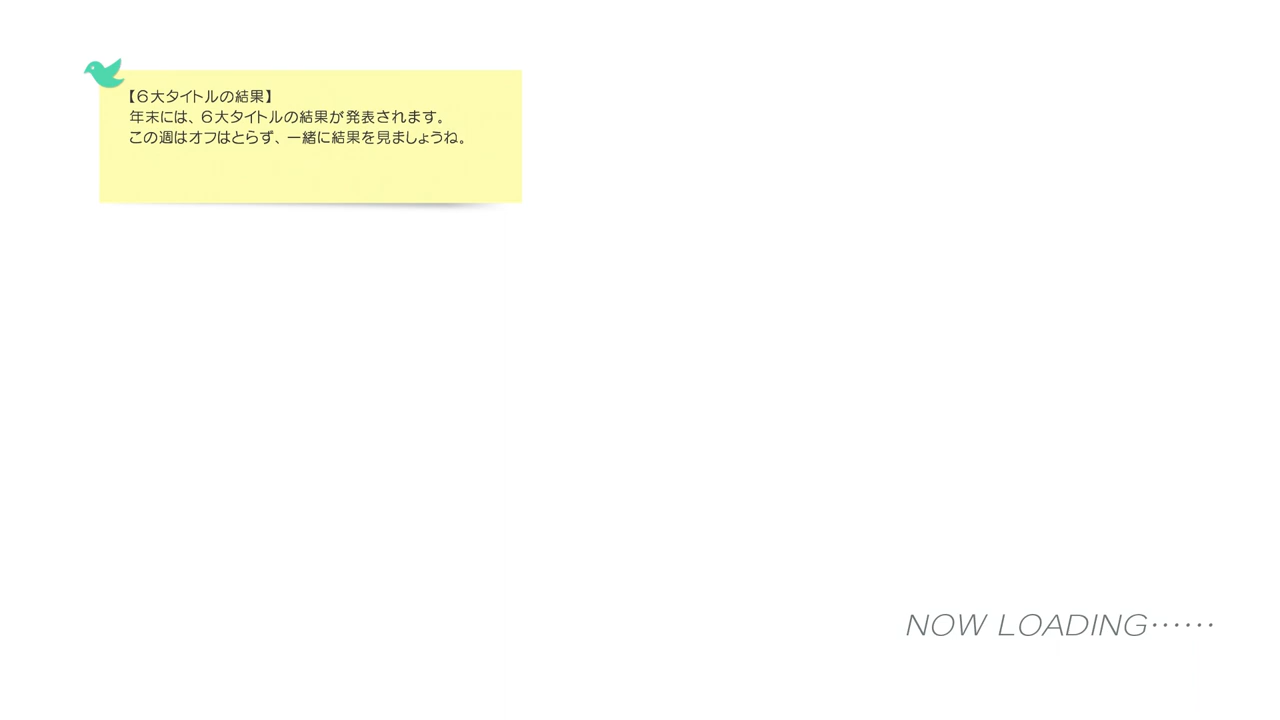 【６大タイトルの結果】
年末には、６大タイトルの結果が発表されます。
この週はオフはとらず、一緒に結果を見ましょうね。
NOW LOADING……